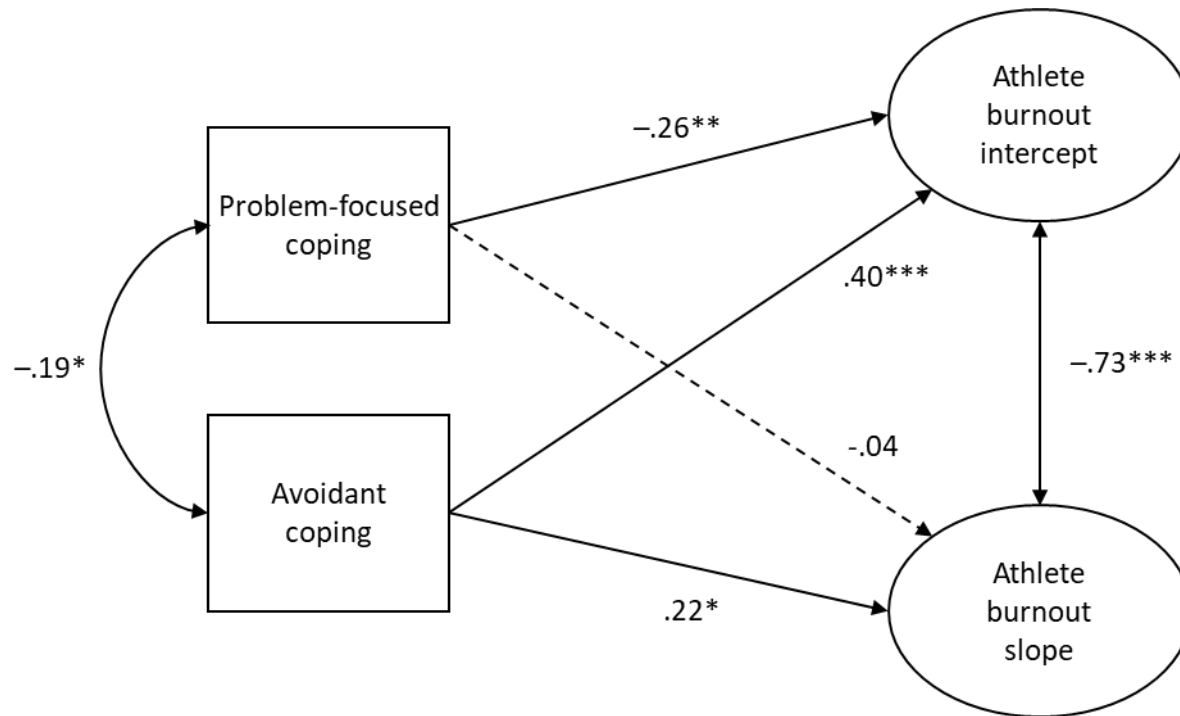 Athlete
burnout
intercept
–.26**
Problem-focused
coping
.40***
–.19*
–.73***
-.04
Avoidant
coping
Athlete
burnout
slope
.22*